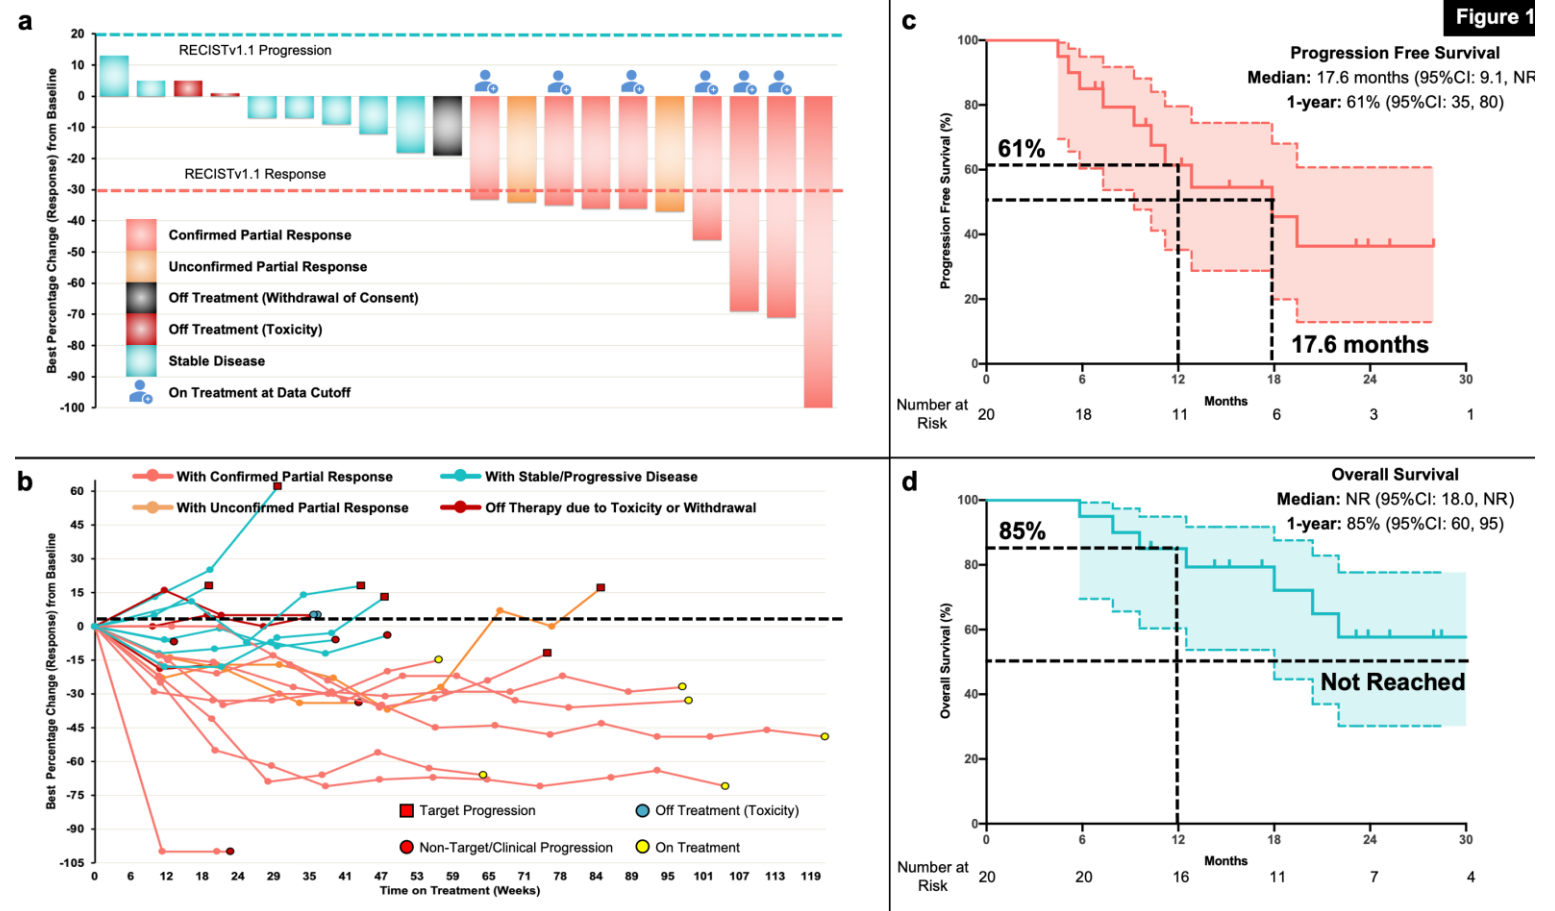 Figure 1
a
Best Percentage Change (Response) from Baseline
20
10
0
-10
-20
-30
-40
-50
-60
-70
-80
-90
-100
RECISTv1.1 Progression
RECISTv1.1 Response
Confirmed Partial Response
Unconfirmed Partial Response
Off Treatment (Withdrawal of Consent)
Off Treatment (Toxicity)
Stable Disease
On Treatment at Data Cutoff
b
With Confirmed Partial Response
With Stable/Progressive Disease
With Unconfirmed Partial Response
Off Therapy due to Toxicity or Withdrawal
Best Percentage Change (Response) from Baseline
60
45
30
15
0
-15
-30
-45
-60
-75
-90
-105
Target Progression
Off Treatment (Toxicity)
Non-Target/Clinical Progression
On Treatment
0 6 12 18 24 29 35 41 47 53 59 65 71 78 84 89 95 101 107 113 119
Time on Treatment (Weeks)
c
Progression Free Survival
Median: 17.6 months (95%CI: 9.1, NR
1-year: 61% (95%CI: 35, 80)
Progression Free Survival (%)
100
80
60
40
20
0
61%
17.6 months
0 6 12 18 24 30
Months
Number at
Risk
20 18 11 6 3 1
d
Overall Survival
Median: NR (95%CI: 18.0, NR)
1-year: 85% (95%CI: 60, 95)
Overall Survival (%)
100
80
60
40
20
0
85%
Not Reached
0 6 12 18 24 30
Months
Number at
Risk
20 20 16 11 7 4